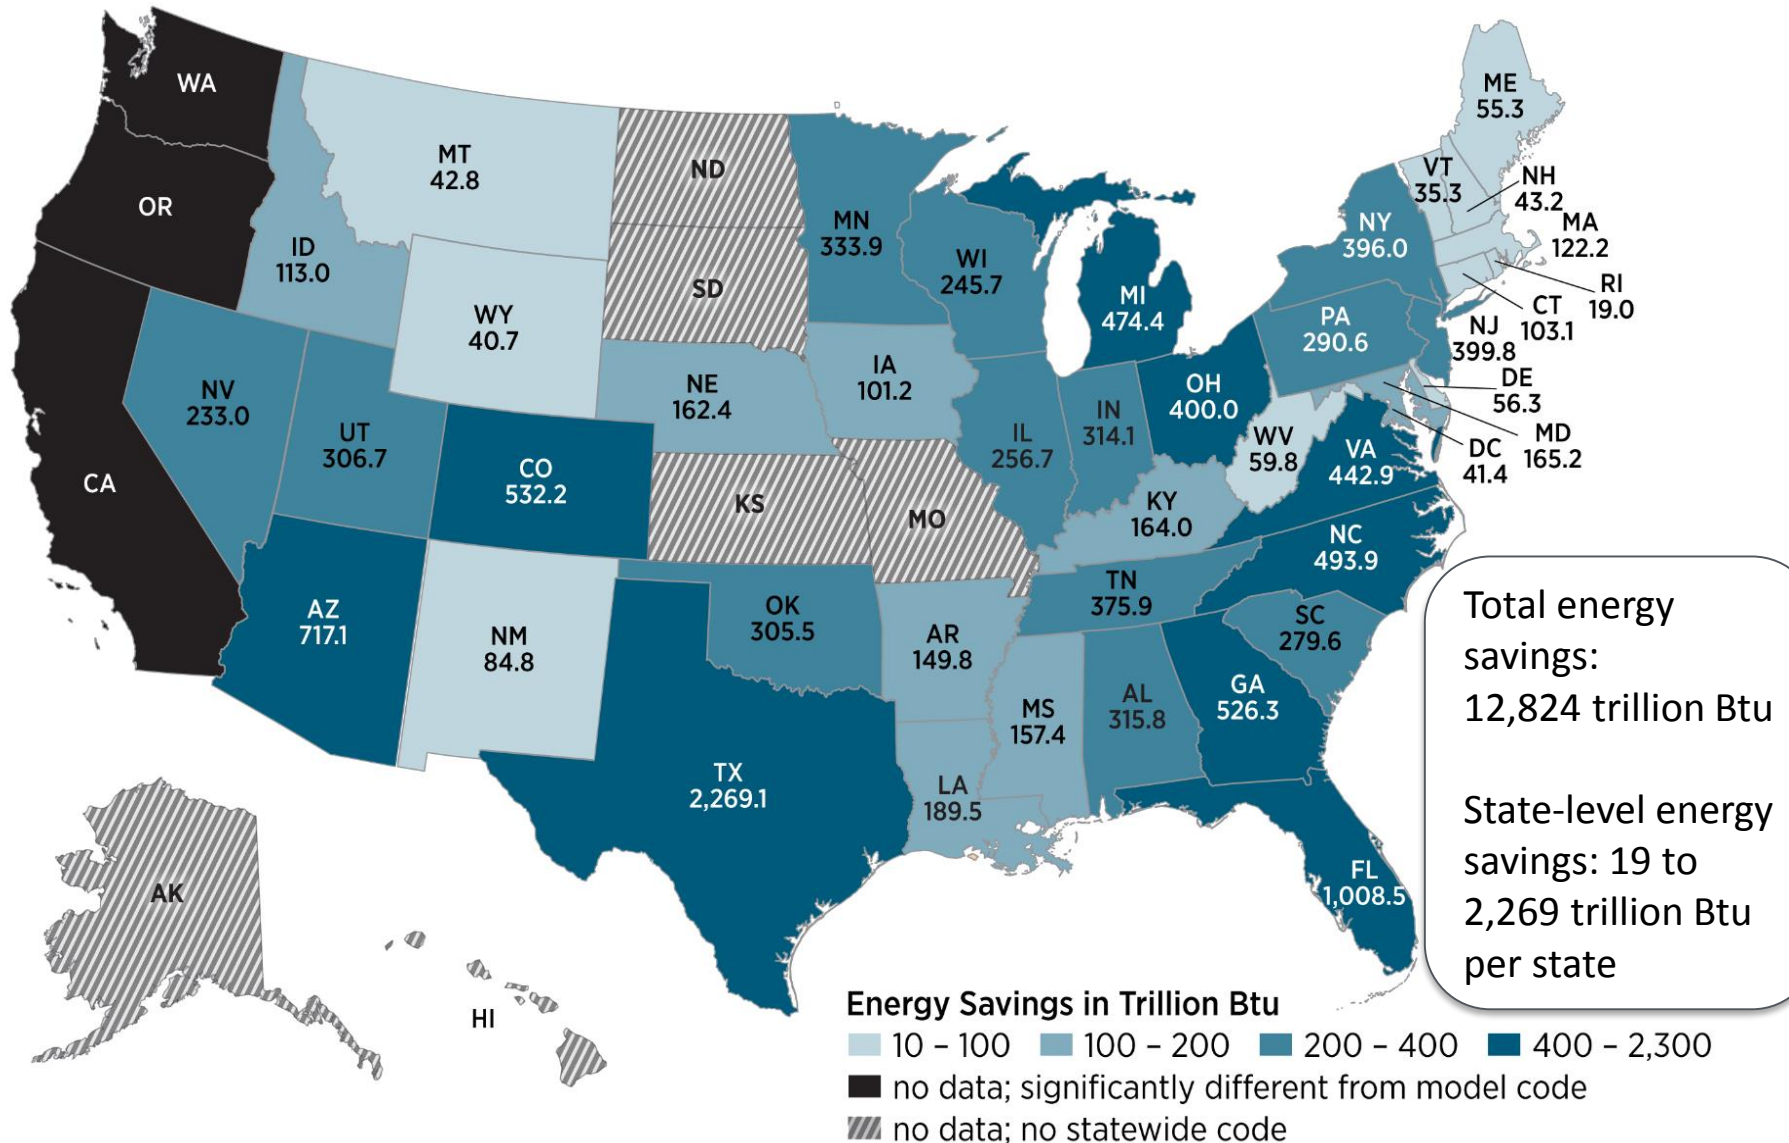 WA
OR
CA
ID
113.0
MT
42.8
WY
40.7
NV
233.0
UT
306.7
CO
532.2
AZ
717.1
NM
84.8
ND
SD
NE
162.4
KS
OK
305.5
TX
2,269.1
MN
333.9
IA
101.2
MO
AR
149.8
LA
189.5
WI
245.7
IL
256.7
MI
474.4
IN
314.1
OH
400.0
KY
164.0
TN
375.9
MS
157.4
AL
315.8
GA
526.3
FL
1,008.5
SC
279.6
NC
493.9
VA
442.9
WV
59.8
PA
290.6
NY
396.0
VT
35.3
ME
55.3
NH
43.2
MA
122.2
RI
19.0
CT
103.1
NJ
399.8
DE
56.3
MD
165.2
DC
41.4
AK
HI
Total energy
savings:
12,824 trillion Btu
State-level energy
savings: 19 to
2,269 trillion Btu
per state
Energy Savings in Trillion Btu
10 – 100 100 – 200 200 – 400 400 – 2,300
no data; significantly different from model code
no data; no statewide code